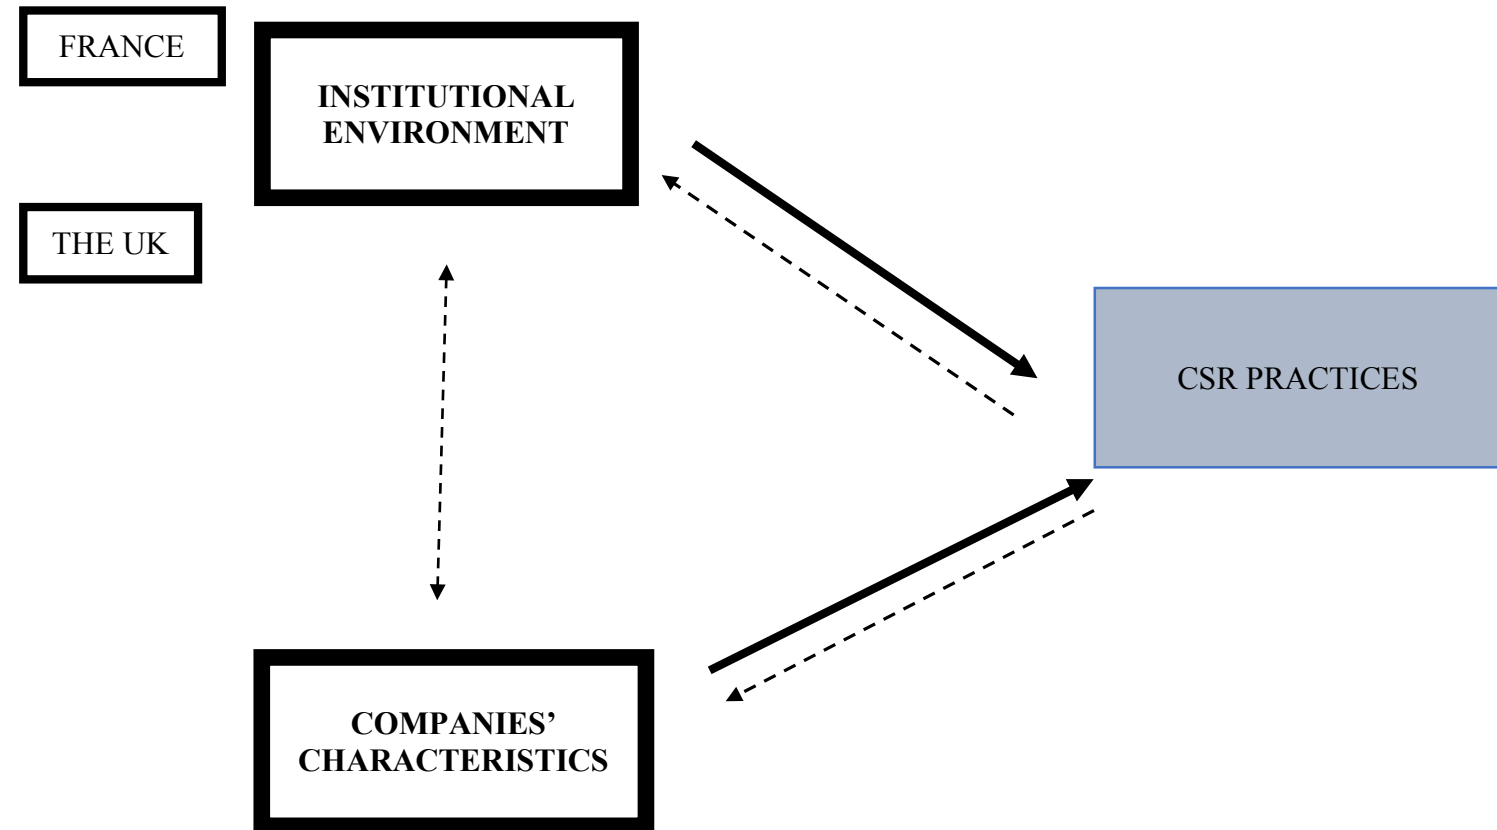 FRANCE
INSTITUTIONAL
ENVIRONMENT
THE UK
CSR PRACTICES
COMPANIES’
CHARACTERISTICS